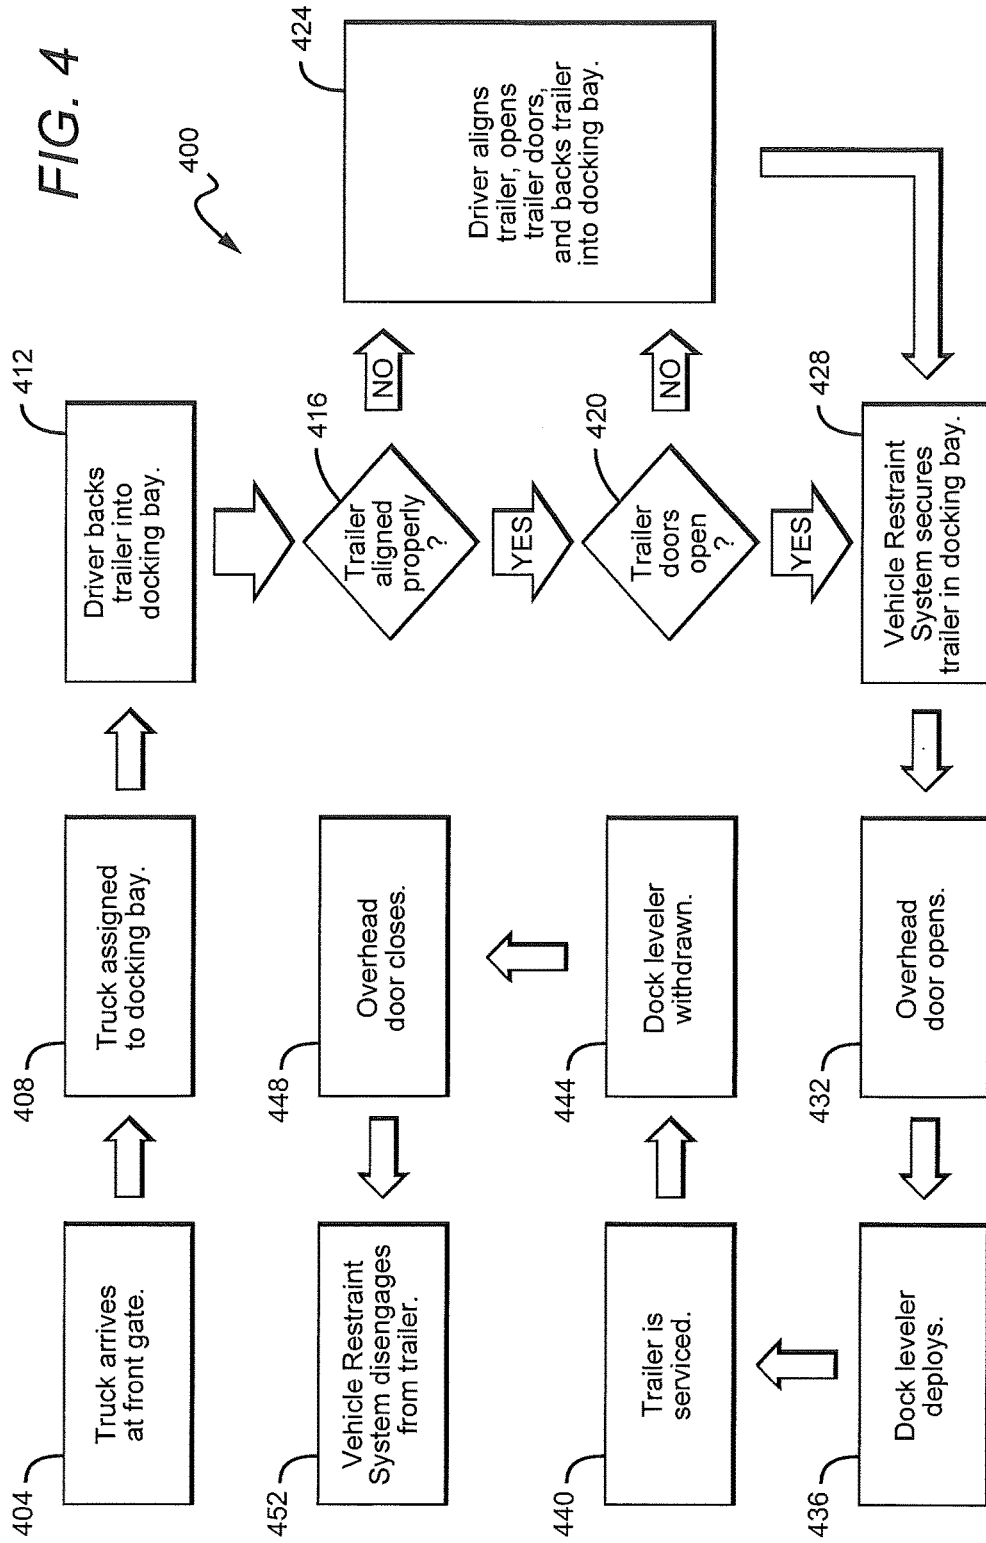 FIG. 4
400
404
Truck arrives
at front gate.
408
Truck assigned
to docking bay.
412
Driver backs
trailer into
docking bay.
416
Trailer
aligned
properly
?
NO
YES
420
Trailer
doors
open
?
NO
YES
424
Driver aligns
trailer, opens
trailer doors,
and backs trailer
into docking bay.
428
Vehicle Restraint
System secures
trailer in docking bay.
432
Overhead
door opens.
436
Dock leveler
deploys.
440
Trailer is
serviced.
444
Dock leveler
withdrawn.
448
Overhead
door closes.
452
Vehicle Restraint
System disengages
from trailer.